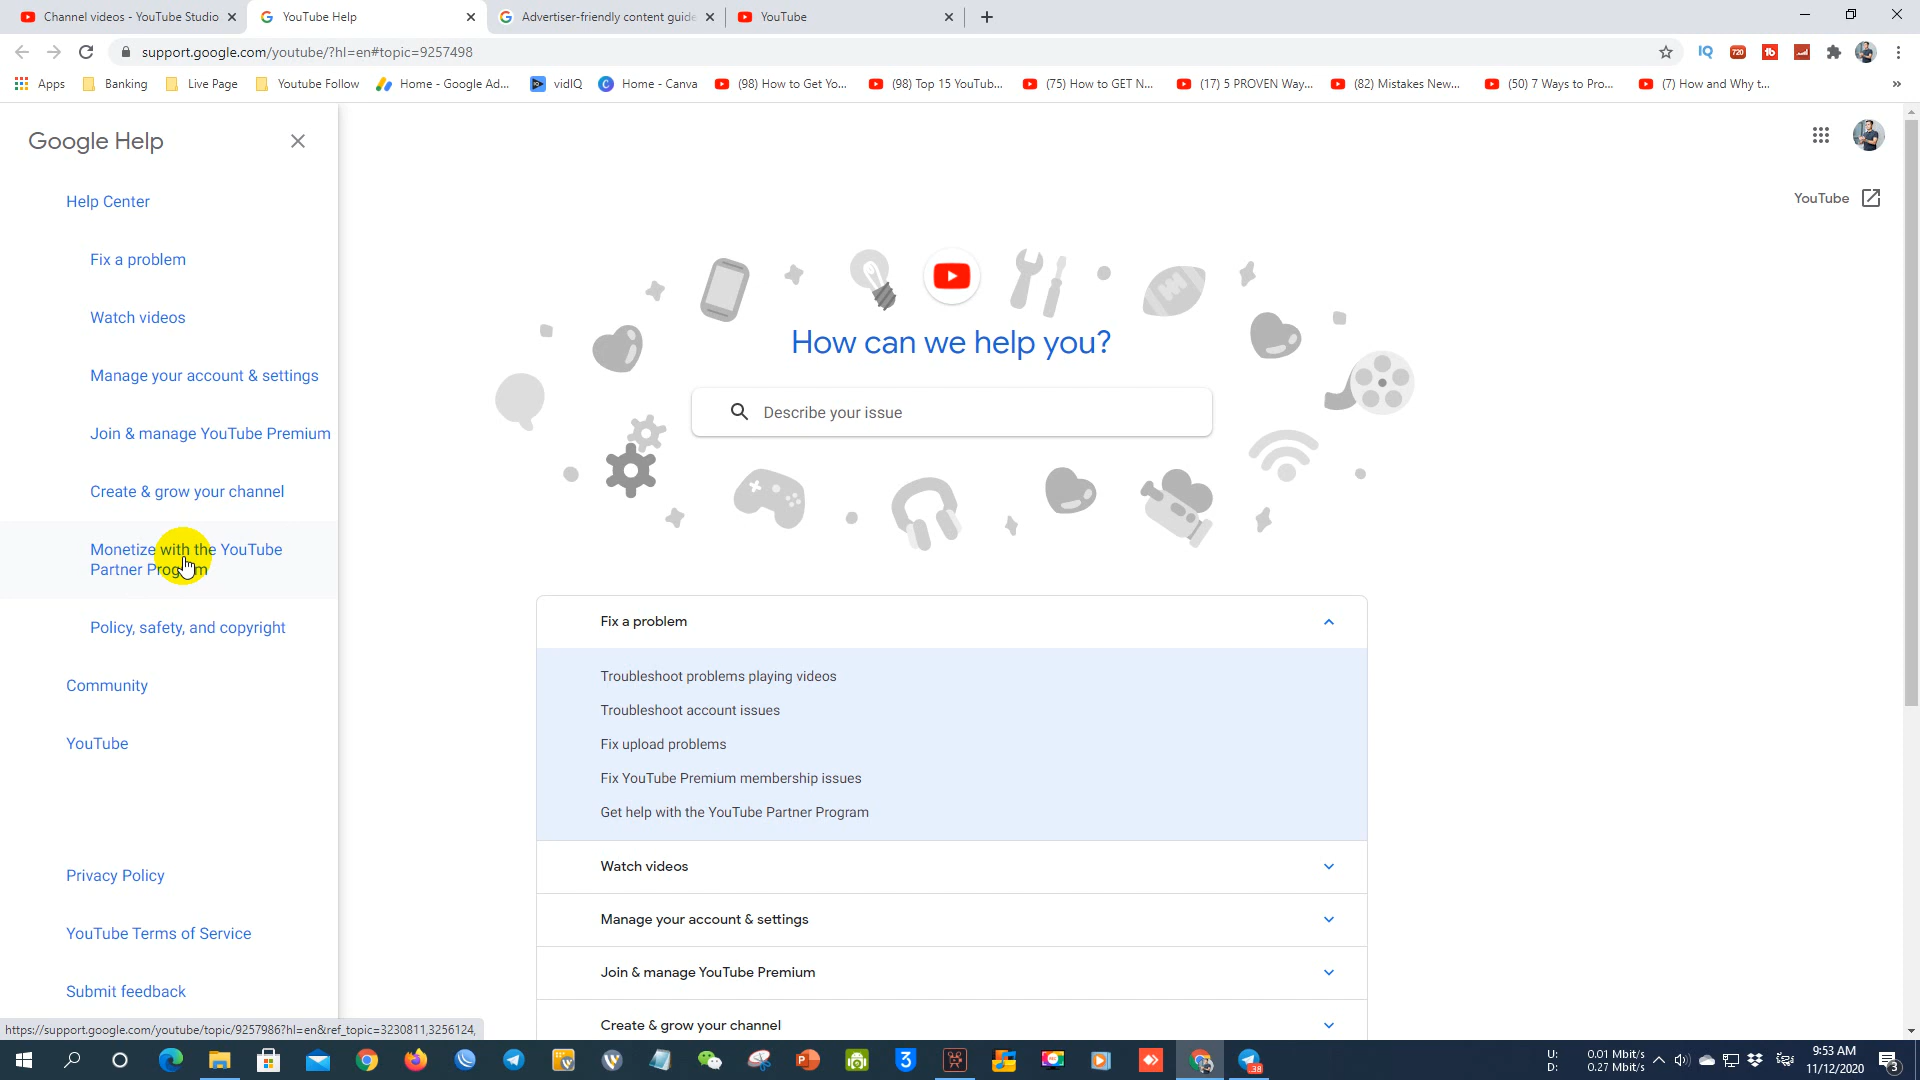 Channel videos - YouTube Studio
YouTube Help
Advertiser-friendly content guide
YouTube
support.google.com/youtube/?hl=en#topic=9257498
Apps
Banking
Live Page
Youtube Follow
Home - Google Ad...
vidIQ
Home - Canva
(98) How to Get Yo...
(98) Top 15 YouTub...
(75) How to GET N...
(17) 5 PROVEN Way...
(82) Mistakes New...
(50) 7 Ways to Pro...
(7) How and Why t...
Google Help
Help Center
Fix a problem
Watch videos
Manage your account & settings
Join & manage YouTube Premium
Create & grow your channel
Monetize with the YouTube
Partner Program
Policy, safety, and copyright
Community
YouTube
Privacy Policy
YouTube Terms of Service
Submit feedback
YouTube
How can we help you?
Describe your issue
Fix a problem
Troubleshoot problems playing videos
Troubleshoot account issues
Fix upload problems
Fix YouTube Premium membership issues
Get help with the YouTube Partner Program
Watch videos
Manage your account & settings
Join & manage YouTube Premium
Create & grow your channel
https://support.google.com/youtube/topic/9257986?hl=en&ref_topic=3230811,3256124,
U: 0.01 Mbit/s
D: 0.27 Mbit/s
9:53 AM
11/12/2020
3